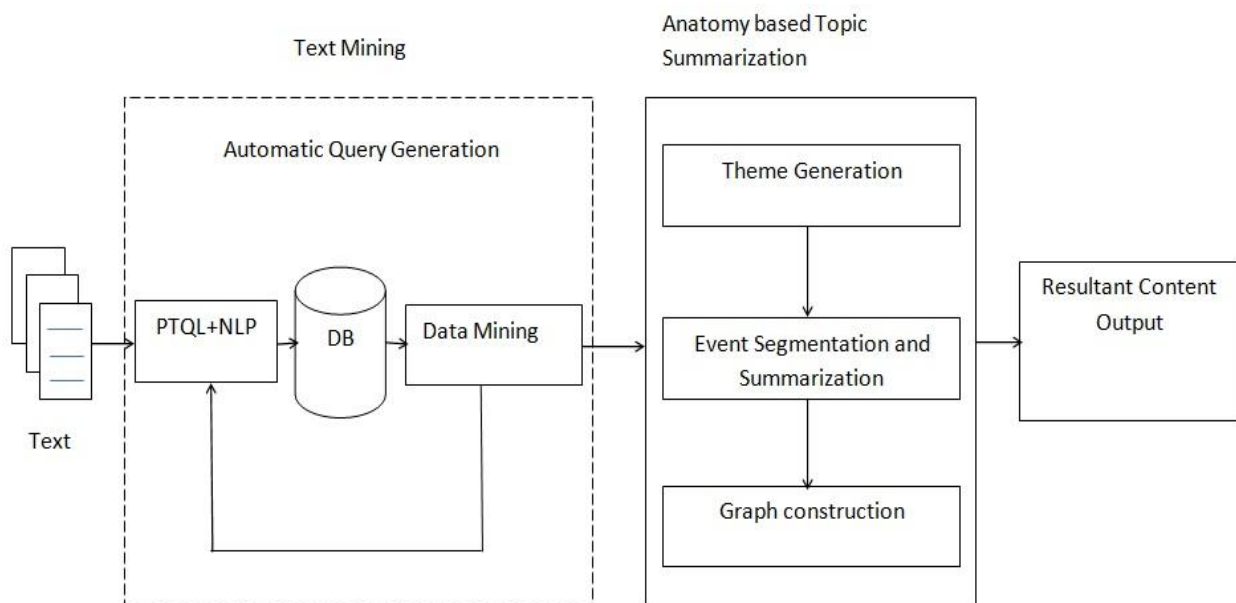 Text Mining
Anatomy based Topic
Summarization
Automatic Query Generation
Text
PTQL+NLP
DB
Data Mining
Theme Generation
Event Segmentation and
Summarization
Graph construction
Resultant Content
Output